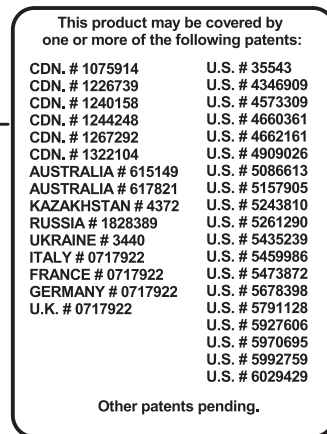 This product may be covered by
one or more of the following patents:
CDN. # 1075914
CDN. # 1226739
CDN. # 1240158
CDN. # 1244248
CDN. # 1267292
CDN. # 1322104
AUSTRALIA # 615149
AUSTRALIA # 617821
KAZAKHSTAN # 4372
RUSSIA # 1828389
UKRAINE # 3440
ITALY # 0717922
FRANCE # 0717922
GERMANY # 0717922
U.K. # 0717922
U.S. # 35543
U.S. # 4346909
U.S. # 4573309
U.S. # 4660361
U.S. # 4662161
U.S. # 4909026
U.S. # 5086613
U.S. # 5157905
U.S. # 5243810
U.S. # 5261290
U.S. # 5435239
U.S. # 5459986
U.S. # 5473872
U.S. # 5678398
U.S. # 5791128
U.S. # 5927606
U.S. # 5970695
U.S. # 5992759
U.S. # 6029429
Other patents pending.